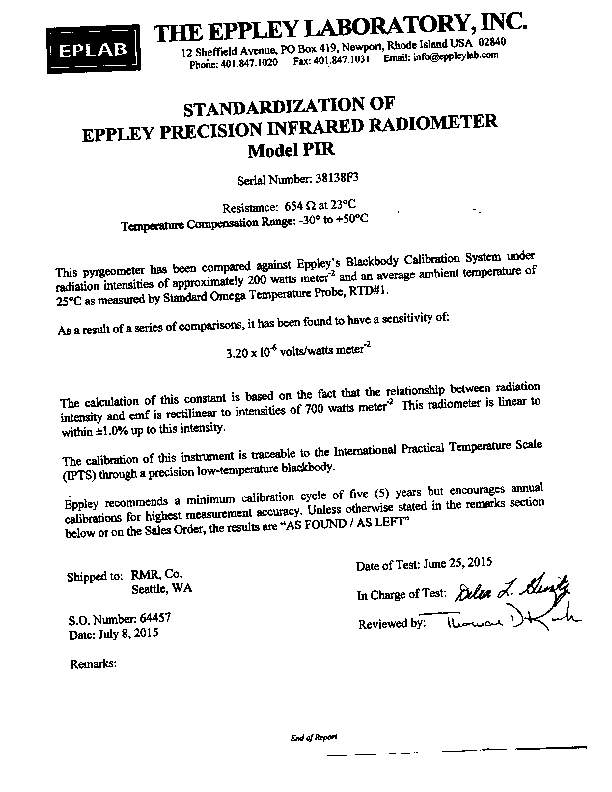 EPLAB
THE EPPLEY LABORATORY, INC.
12 Sheffield Avenue, PO Box 419, Newport, Rhode Island USA 02840
Phone: 401.847.1020 Fax: 401.847.1031 Email: info@eppleylab.com
STANDARDIZATION OF
EPPLEY PRECISION INFRARED RADIOMETER
Model PIR
Serial Number: 38138F3
Resistance: 654 Ω at 23°C
Temperature Compensation Range: -30° to +50°C
This pyrgeometer has been compared against Eppley's Blackbody Calibration System under
radiation intensities of approximately 200 watts meter⁻² and an average ambient temperature of
25°C as measured by Standard Omega Temperature Probe, RTD#1.
As a result of a series of comparisons, it has been found to have a sensitivity of:
3.20 x 10⁻⁶ volts/watts meter⁻²
The calculation of this constant is based on the fact that the relationship between radiation
intensity and emf is rectilinear to intensities of 700 watts meter⁻² This radiometer is linear to
within ±1.0% up to this intensity.
The calibration of this instrument is traceable to the International Practical Temperature Scale
(IPTS) through a precision low-temperature blackbody.
Eppley recommends a minimum calibration cycle of five (5) years but encourages annual
calibrations for highest measurement accuracy. Unless otherwise stated in the remarks section
below or on the Sales Order, the results are "AS FOUND / AS LEFT"
Shipped to: RMR, Co.
Seattle, WA
S.O. Number: 64457
Date: July 8, 2015
Remarks:
Date of Test: June 25, 2015
In Charge of Test:
Reviewed by: Thomas D
End of Report